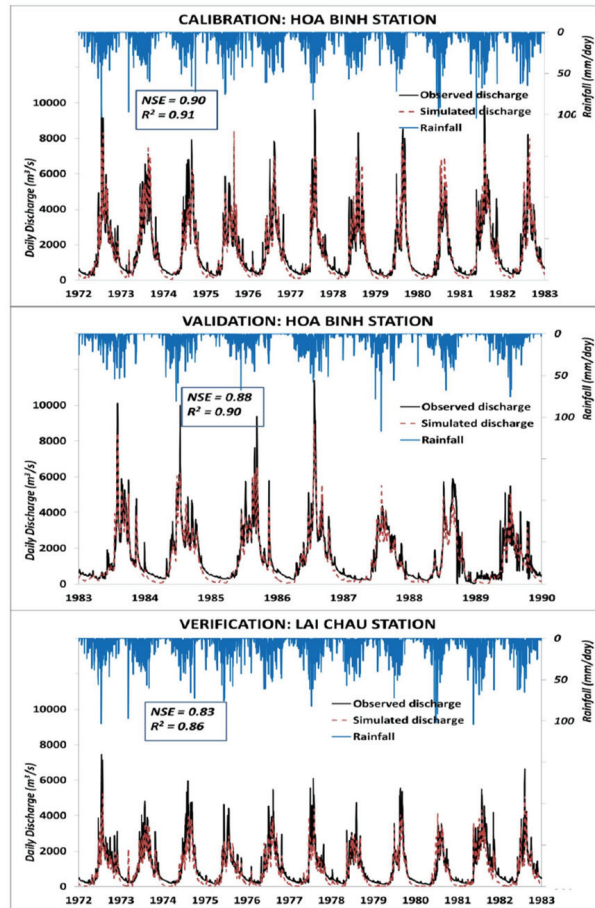 CALIBRATION: HOA BINH STATION
0
50
100
Rainfall (mm/day)
10000
8000
6000
4000
2000
0
Daily Discharge (m³/s)
NSE = 0.90
R² = 0.91
Observed discharge
Simulated discharge
Rainfall
1972 1973 1974 1975 1976 1977 1977 1979 1980 1981 1982 1983
VALIDATION: HOA BINH STATION
0
50
100
Rainfall (mm/day)
10000
8000
6000
4000
2000
0
Daily Discharge (m³/s)
NSE = 0.88
R² = 0.90
Observed discharge
Simulated discharge
Rainfall
1983 1984 1985 1986 1987 1988 1989 1990
VERIFICATION: LAI CHAU STATION
0
50
100
Rainfall (mm/day)
10000
8000
6000
4000
2000
0
Daily Discharge (m³/s)
NSE = 0.83
R² = 0.86
Observed discharge
Simulated discharge
Rainfall
1972 1973 1974 1975 1976 1977 1978 1979 1980 1981 1982 1983